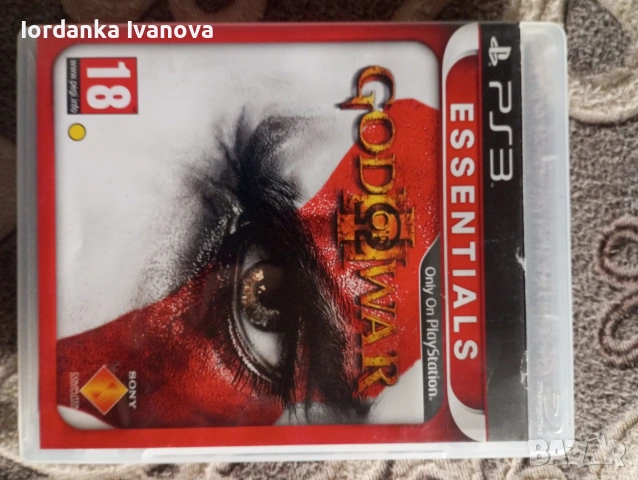 Iordanka Ivanova
PS3
ESSENTIALS
18
www.pegi.info
GOD OF WAR
III
Only On PlayStation
SONY
BAZAR